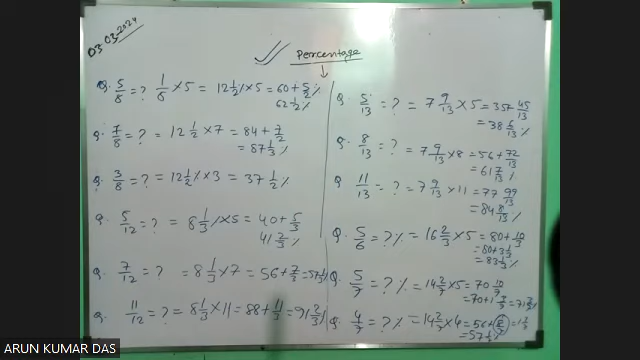 03-03-2024
Percentage
Q. 5/8 = ? 1/8 × 5 = 12 1/2 % × 5 = 60 + 5/2 %
62 1/2 %
Q. 7/8 = ? = 12 1/2 × 7 = 84 + 7/2
= 87 1/3 %
Q. 3/8 = ? = 12 1/2 % × 3 = 37 1/2 %
Q. 5/12 = ? = 8 1/3 % × 5 = 40 + 5/3
41 2/3 %
Q. 7/12 = ? = 8 1/3 × 7 = 56 + 7/3 = 57 1/3 %
Q. 11/12 = ? = 8 1/3 × 11 = 88 + 11/3 = 91 2/3 %
Q 5/13 = ? = 7 9/13 × 5 = 35 45/13
= 38 6/13 %
Q. 8/13 = ? = 7 9/13 × 8 = 56 + 72/13
= 61 7/13 %
Q 11/13 = ? = 7 9/13 × 11 = 77 99/13
= 84 8/13 %
Q. 5/6 = ? % = 16 2/3 × 5 = 80 + 10/3
= 80 + 3 1/3
= 83 1/3 %
Q. 5/7 = ? % = 14 2/7 × 5 = 70 10/7
= 70 + 1 3/7 = 71 3/7 %
Q. 4/7 = ? % = 14 2/7 × 4 = 56 + 8/7 = 1 1/7
= 57 1/7 %
ARUN KUMAR DAS